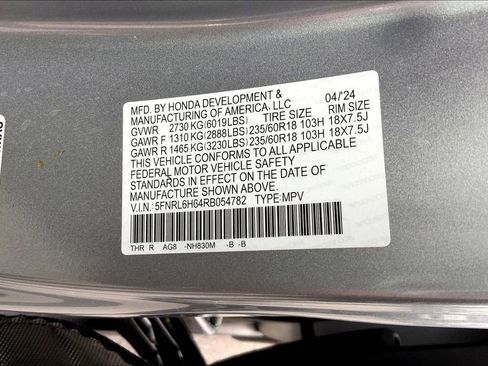 MFD. BY HONDA DEVELOPMENT & 04/'24
MANUFACTURING OF AMERICA, LLC
TIRE SIZE RIM SIZE
GVWR 2730 KG(6019LBS)
GAWR F 1310 KG(2888LBS) 235/60R18 103H 18X7.5J
GAWR R 1465 KG(3230LBS) 235/60R18 103H 18X7.5J
THIS VEHICLE CONFORMS TO ALL APPLICABLE
FEDERAL MOTOR VEHICLE SAFETY
STANDARDS IN EFFECT ON THE DATE OF
MANUFACTURE SHOWN ABOVE.
V.I.N.: 5FNRL6H64RB054782 TYPE:MPV
THR R AG8 -NH830M -B -B